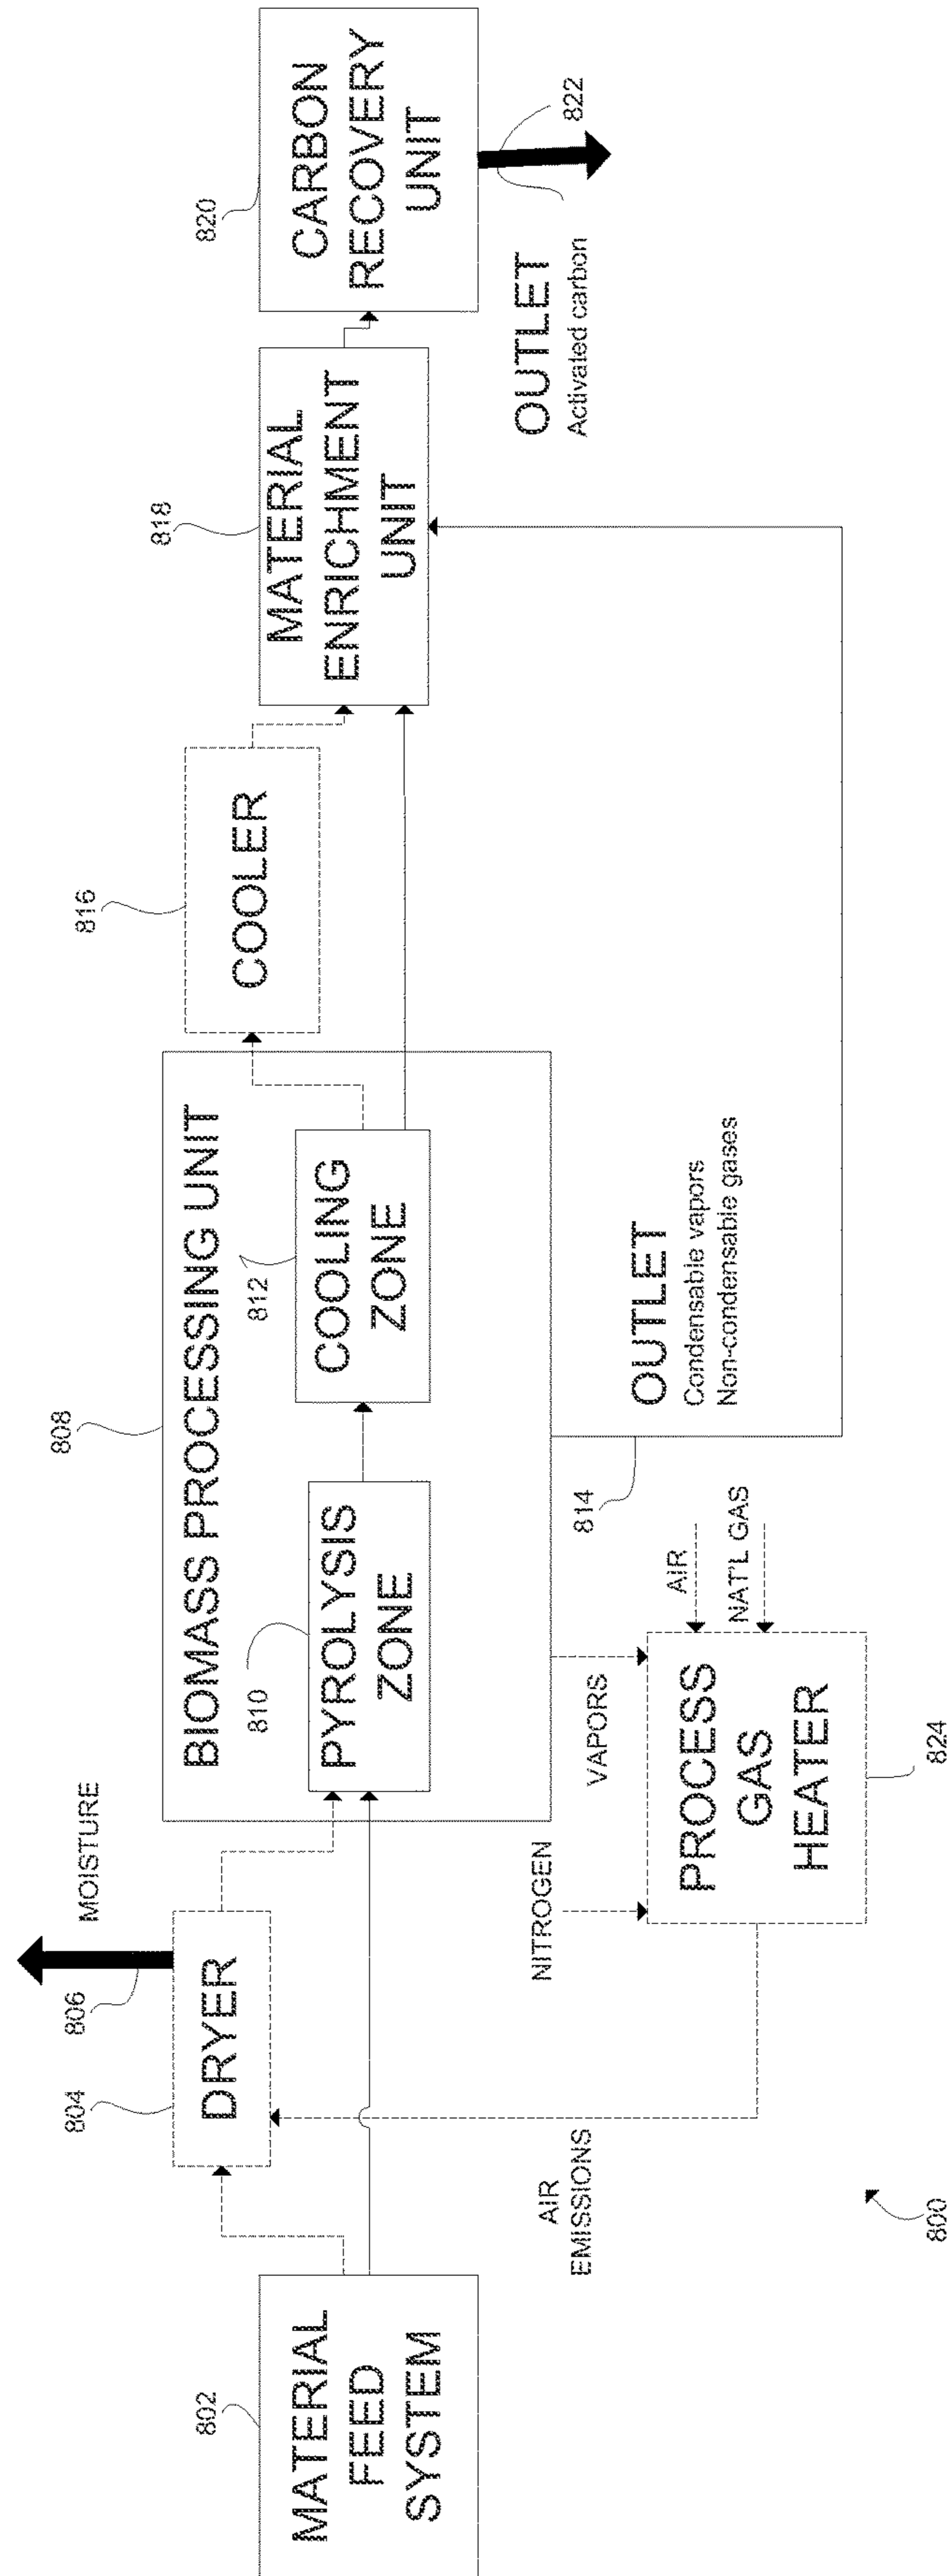 802
MATERIAL
FEED
SYSTEM
804
DRYER
806
MOISTURE
AIR
EMISSIONS
800
808
BIOMASS PROCESSING UNIT
810
PYROLYSIS
ZONE
812
COOLING
ZONE
NITROGEN
VAPORS
AIR
NAT'L GAS
PROCESS
GAS
HEATER
824
814
OUTLET
Condensable vapors
Non-condensable gases
816
COOLER
818
MATERIAL
ENRICHMENT
UNIT
820
CARBON
RECOVERY
UNIT
OUTLET
Activated carbon
822